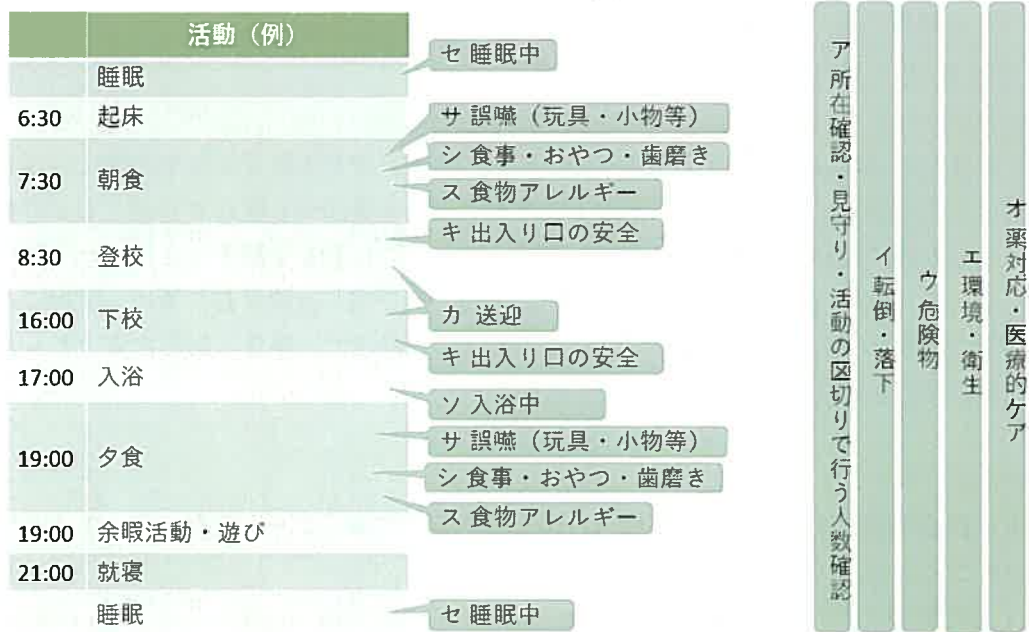 活動（例）
睡眠
セ 睡眠中
6:30 起床
サ 誤嚥（玩具・小物等）
シ 食事・おやつ・歯磨き
7:30 朝食
ス 食物アレルギー
キ 出入り口の安全
8:30 登校
カ 送迎
16:00 下校
キ 出入り口の安全
17:00 入浴
ソ 入浴中
サ 誤嚥（玩具・小物等）
19:00 夕食
シ 食事・おやつ・歯磨き
ス 食物アレルギー
19:00 余暇活動・遊び
21:00 就寝
睡眠
セ 睡眠中
ア 所在確認・見守り・活動の区切りで行う人数確認
イ 転倒・落下
ウ 危険物
エ 環境・衛生
オ 薬対応・医療的ケア